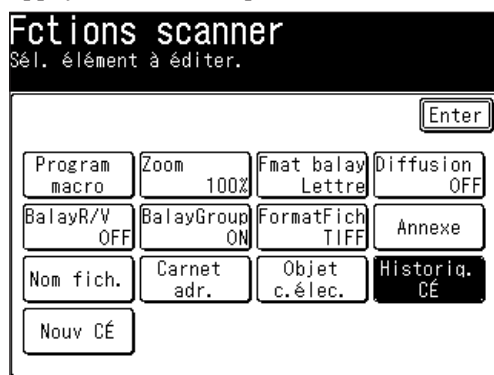 Fctions scanner
Sél. élément à éditer.
Enter
Program macro
Zoom 100%
Fmat balay Lettre
Diffusion OFF
BalayR/V OFF
BalayGroup ON
FormatFich TIFF
Annexe
Nom fich.
Carnet adr.
Objet c.élec.
Historiq. CÉ
Nouv CÉ